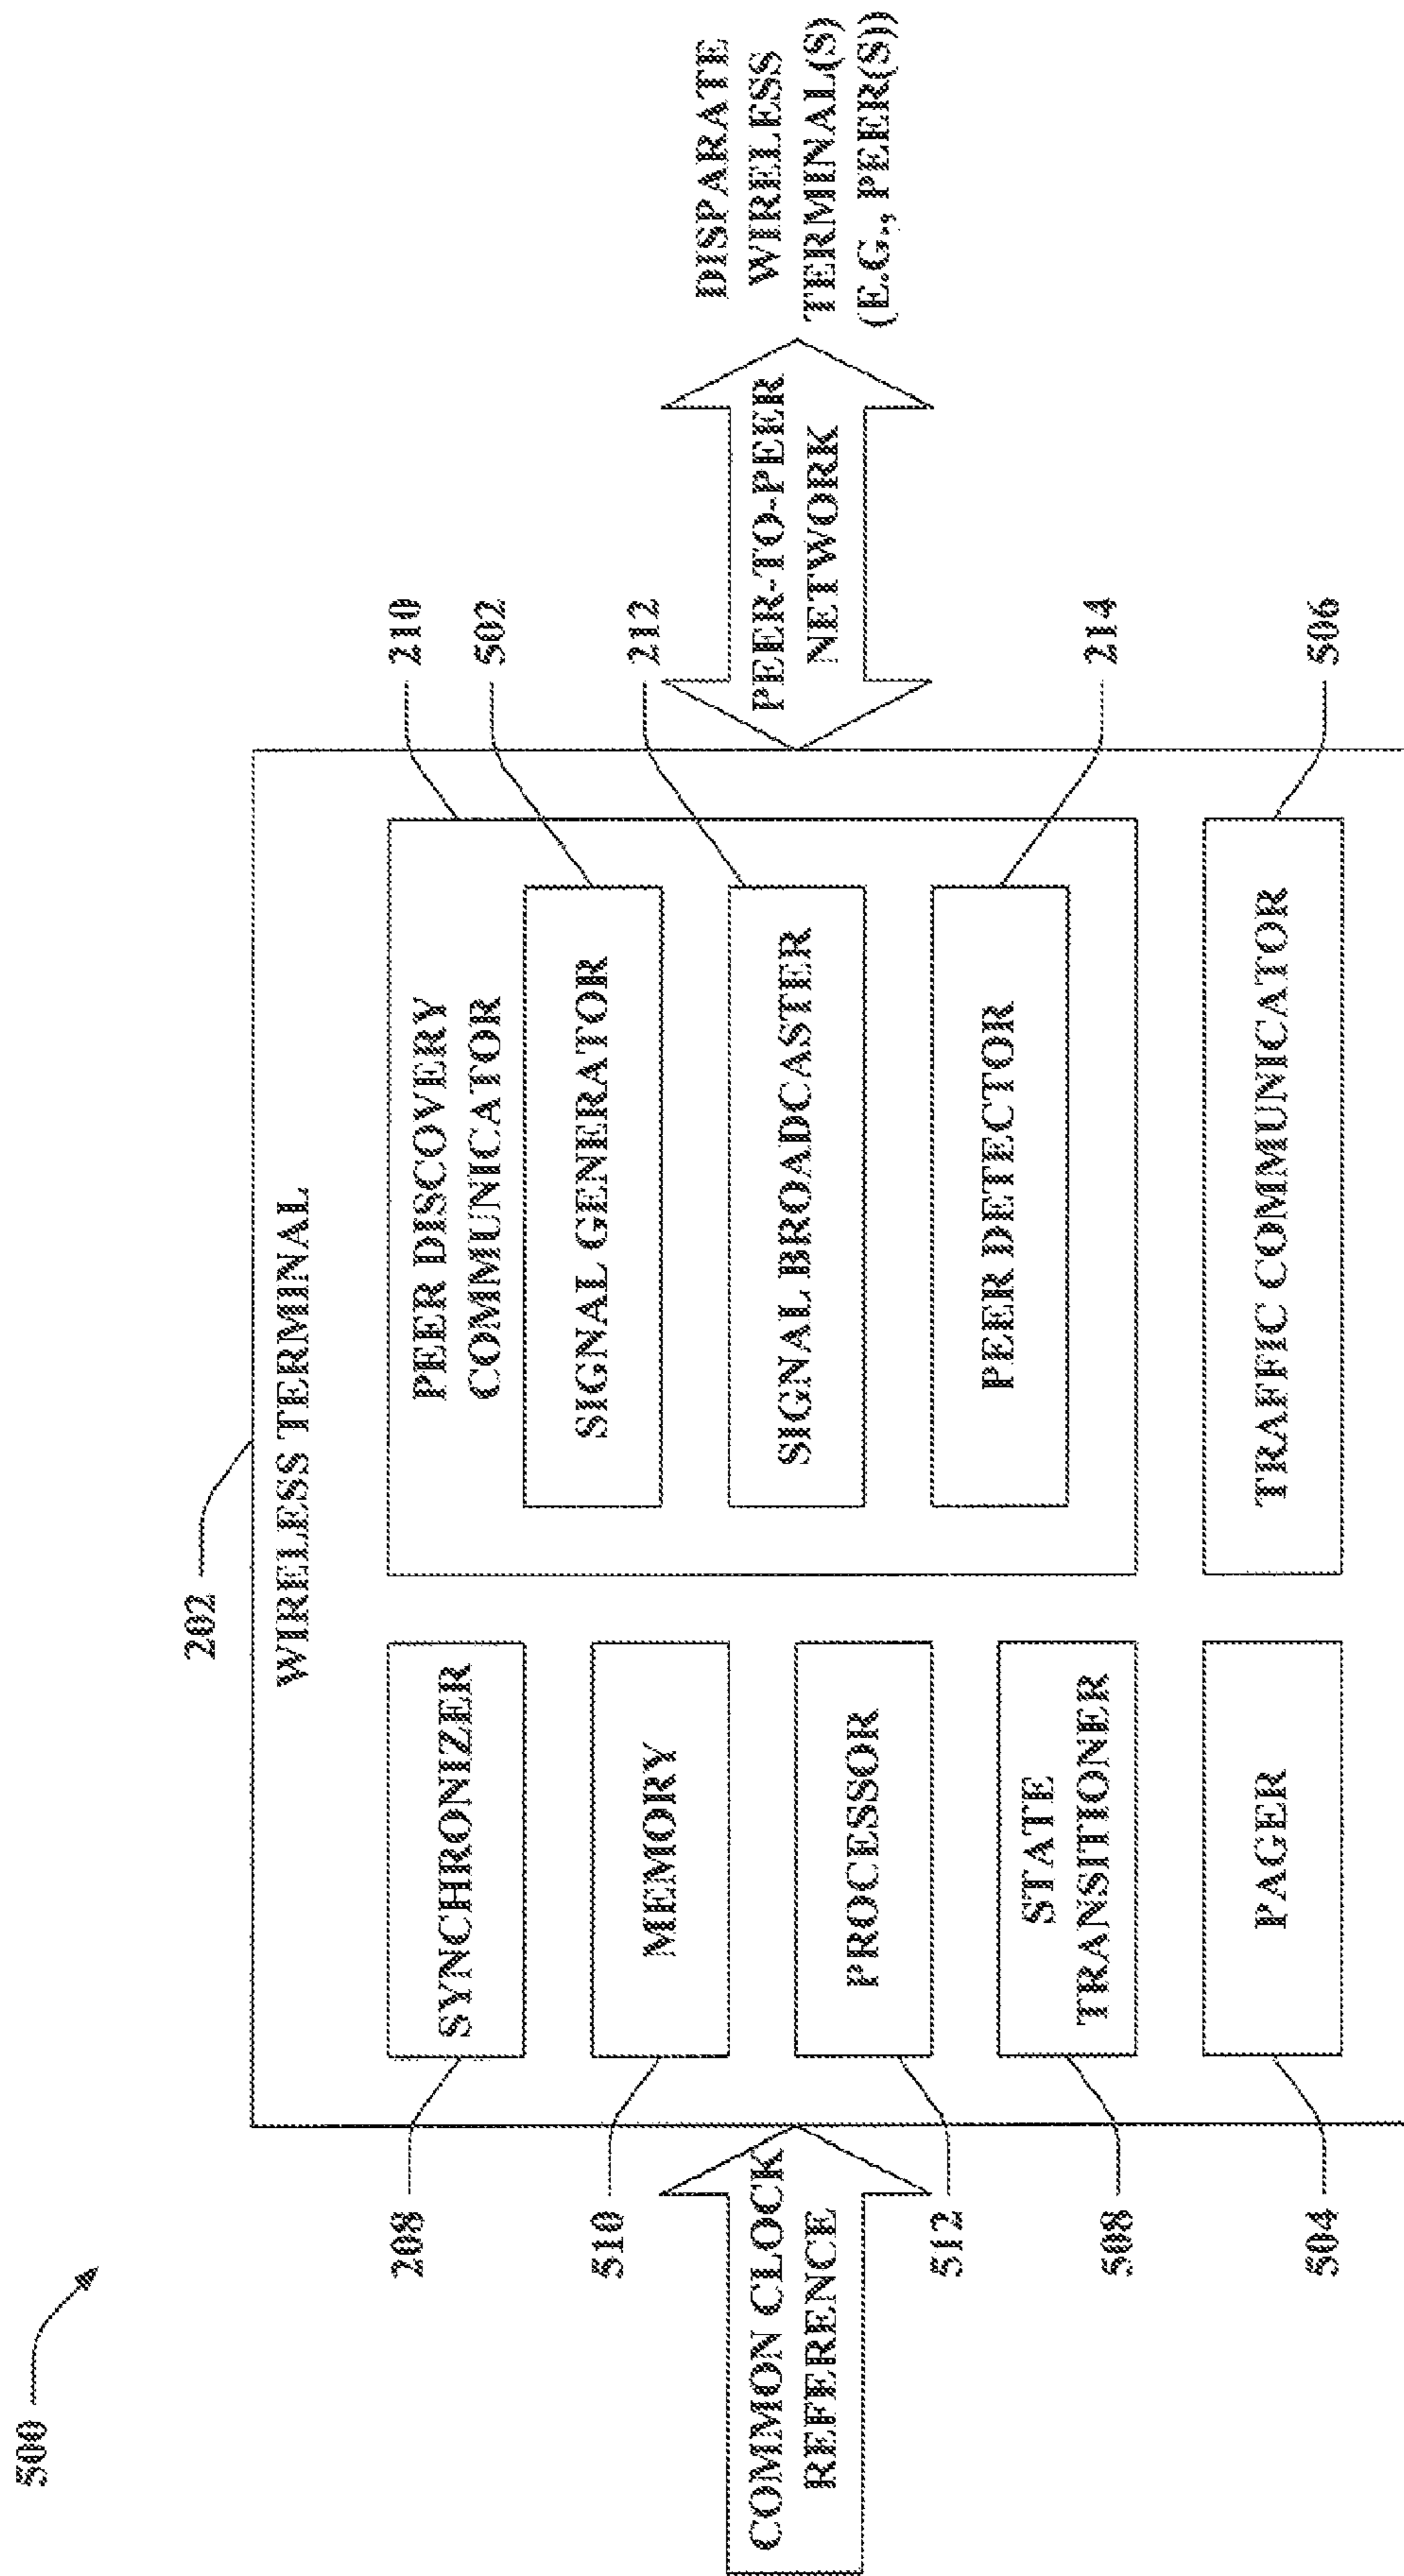 500
202
WIRELESS TERMINAL
COMMON CLOCK
REFERENCE
208
SYNCHRONIZER
510
MEMORY
512
PROCESSOR
508
STATE
TRANSITIONER
504
PAGER
PEER DISCOVERY
COMMUNICATOR
210
SIGNAL GENERATOR
502
SIGNAL BROADCASTER
212
PEER DETECTOR
214
TRAFFIC COMMUNICATOR
506
PEER-TO-PEER
NETWORK
DISPARATE
WIRELESS
TERMINAL(S)
(E.G., PEER(S))